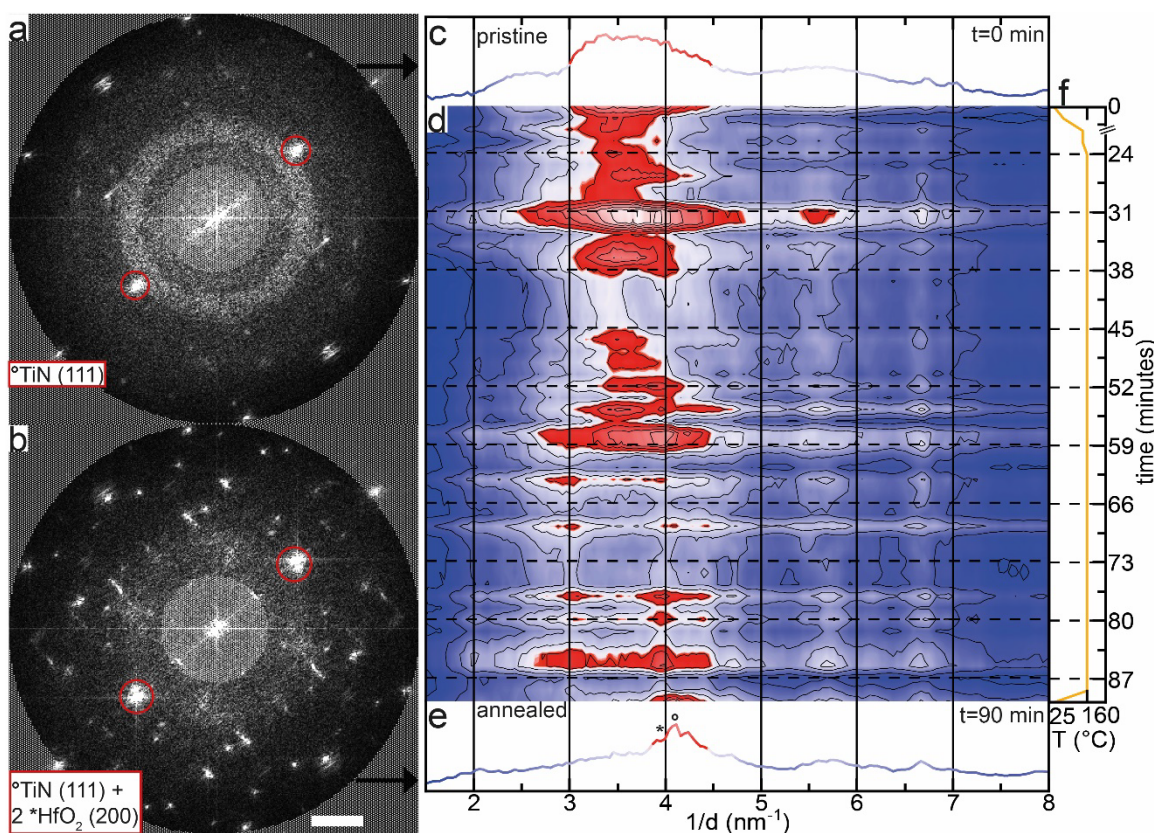 a
°TiN (111)
b
°TiN (111) +
2 *HfO₂ (200)
c
pristine
t=0 min
d
f
0
24
31
38
45
52
59
66
73
80
87
time (minutes)
e
annealed
* °
t=90 min
25 160
T (°C)
2 3 4 5 6 7 8
1/d (nm⁻¹)